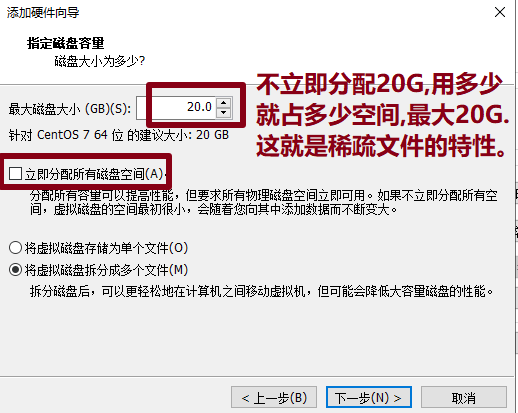 添加硬件向导
指定磁盘容量
磁盘大小为多少?
不立即分配20G,用多少
就占多少空间,最大20G.
这就是稀疏文件的特性。
最大磁盘大小 (GB)(S): 20.0
针对 CentOS 7 64 位 的建议大小: 20 GB
立即分配所有磁盘空间(A).
分配所有容量可以提高性能，但要求所有物理磁盘空间立即可用。如果不立即分配所有空
间，虚拟磁盘的空间最初很小，会随着您向其中添加数据而不断变大。
将虚拟磁盘存储为单个文件(O)
将虚拟磁盘拆分成多个文件(M)
拆分磁盘后，可以更轻松地在计算机之间移动虚拟机，但可能会降低大容量磁盘的性能。
< 上一步(B) 下一步(N) > 取消